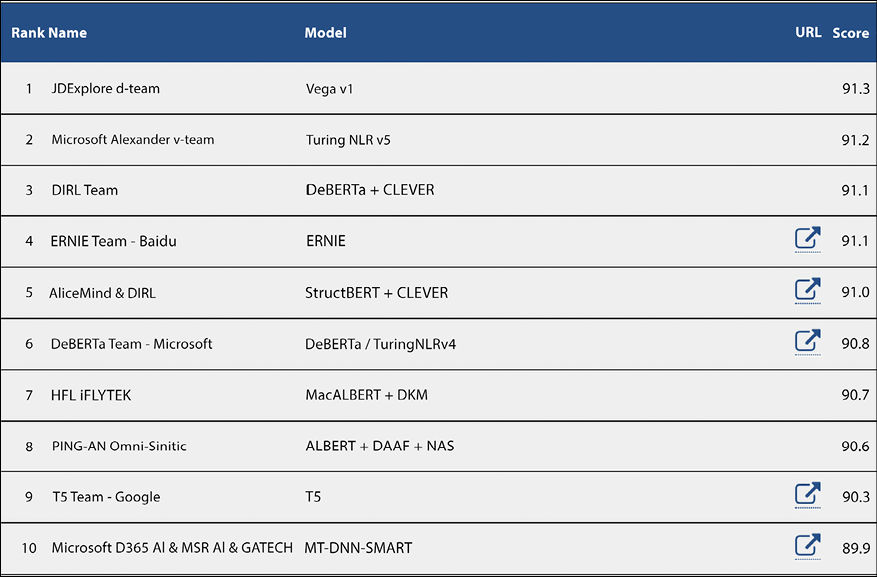 Rank Name Model URL Score
1 JDExplore d-team Vega v1 91.3
2 Microsoft Alexander v-team Turing NLR v5 91.2
3 DIRL Team DeBERTa + CLEVER 91.1
4 ERNIE Team - Baidu ERNIE 91.1
5 AliceMind & DIRL StructBERT + CLEVER 91.0
6 DeBERTa Team - Microsoft DeBERTa / TuringNLRv4 90.8
7 HFL iFLYTEK MacALBERT + DKM 90.7
8 PING-AN Omni-Sinitic ALBERT + DAAF + NAS 90.6
9 T5 Team - Google T5 90.3
10 Microsoft D365 Al & MSR Al & GATECH MT-DNN-SMART 89.9